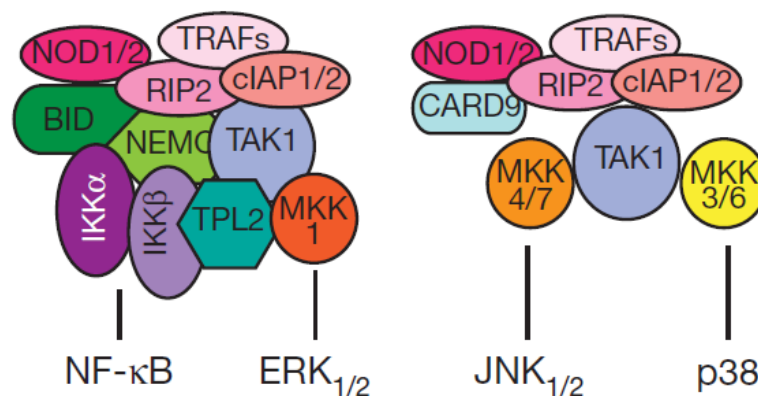 TRAFs
NOD1/2
RIP2
cIAP1/2
BID
NEMO
TAK1
IKKα
IKKβ
TPL2
MKK
1
NF-κB
ERK1/2
TRAFs
NOD1/2
RIP2
cIAP1/2
CARD9
MKK
4/7
TAK1
MKK
3/6
JNK1/2
p38